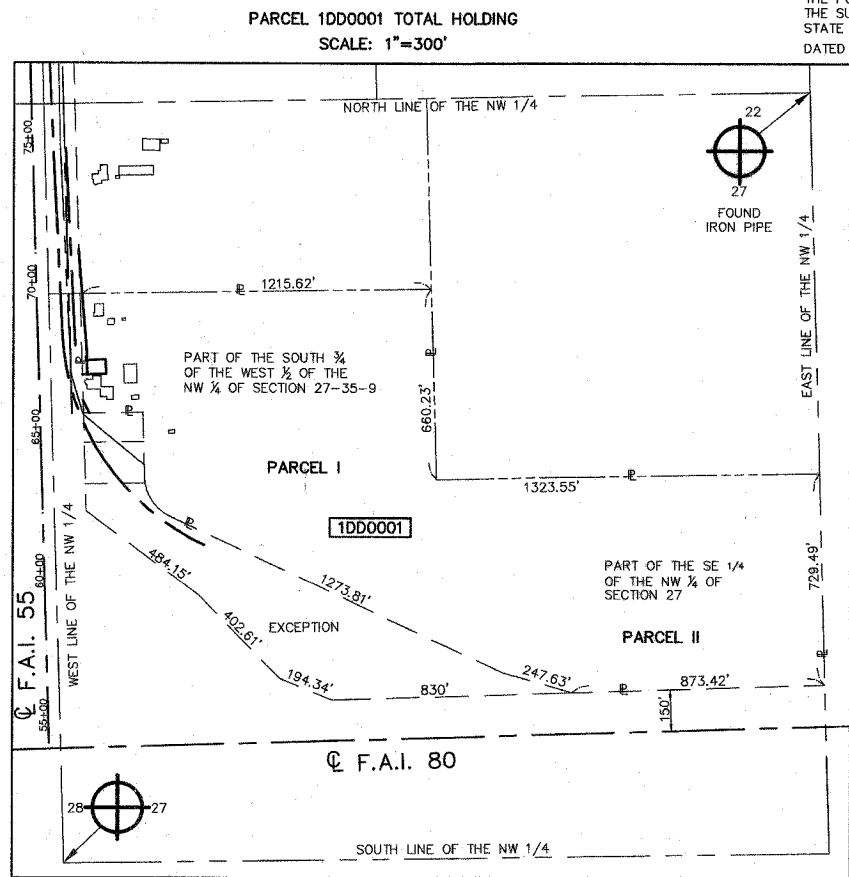 PARCEL 1DD0001 TOTAL HOLDING
SCALE: 1"=300'
THE SU
STATE
DATED
NORTH LINE OF THE NW 1/4
22
27
FOUND
IRON PIPE
75+00
70+00
65+00
60+00
55+00
℄ F.A.I. 55
WEST LINE OF THE NW 1/4
EAST LINE OF THE NW 1/4
1215.62'
PART OF THE SOUTH ¾
OF THE WEST ½ OF THE
NW ¼ OF SECTION 27-35-9
660.23'
PARCEL I
1323.55'
1DD0001
484.15'
1273.81'
402.61'
EXCEPTION
194.34'
830'
247.63'
PART OF THE SE 1/4
OF THE NW ¼ OF
SECTION 27
PARCEL II
729.49'
873.42'
150'
℄ F.A.I. 80
28
27
SOUTH LINE OF THE NW 1/4